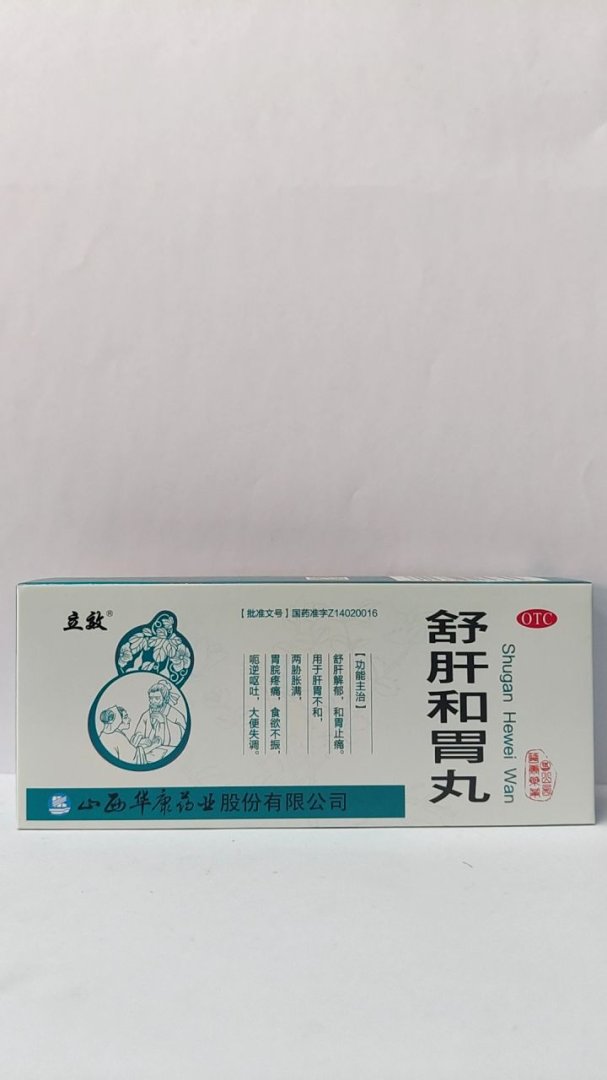 立效®
【批准文号】国药准字Z14020016
【功能主治】
舒肝解郁，和胃止痛。
用于肝胃不和，
两胁胀满，
胃脘疼痛，食欲不振，
呃逆呕吐，大便失调。
舒肝和胃丸
Shugan Hewei Wan
OTC
山西华康药业股份有限公司